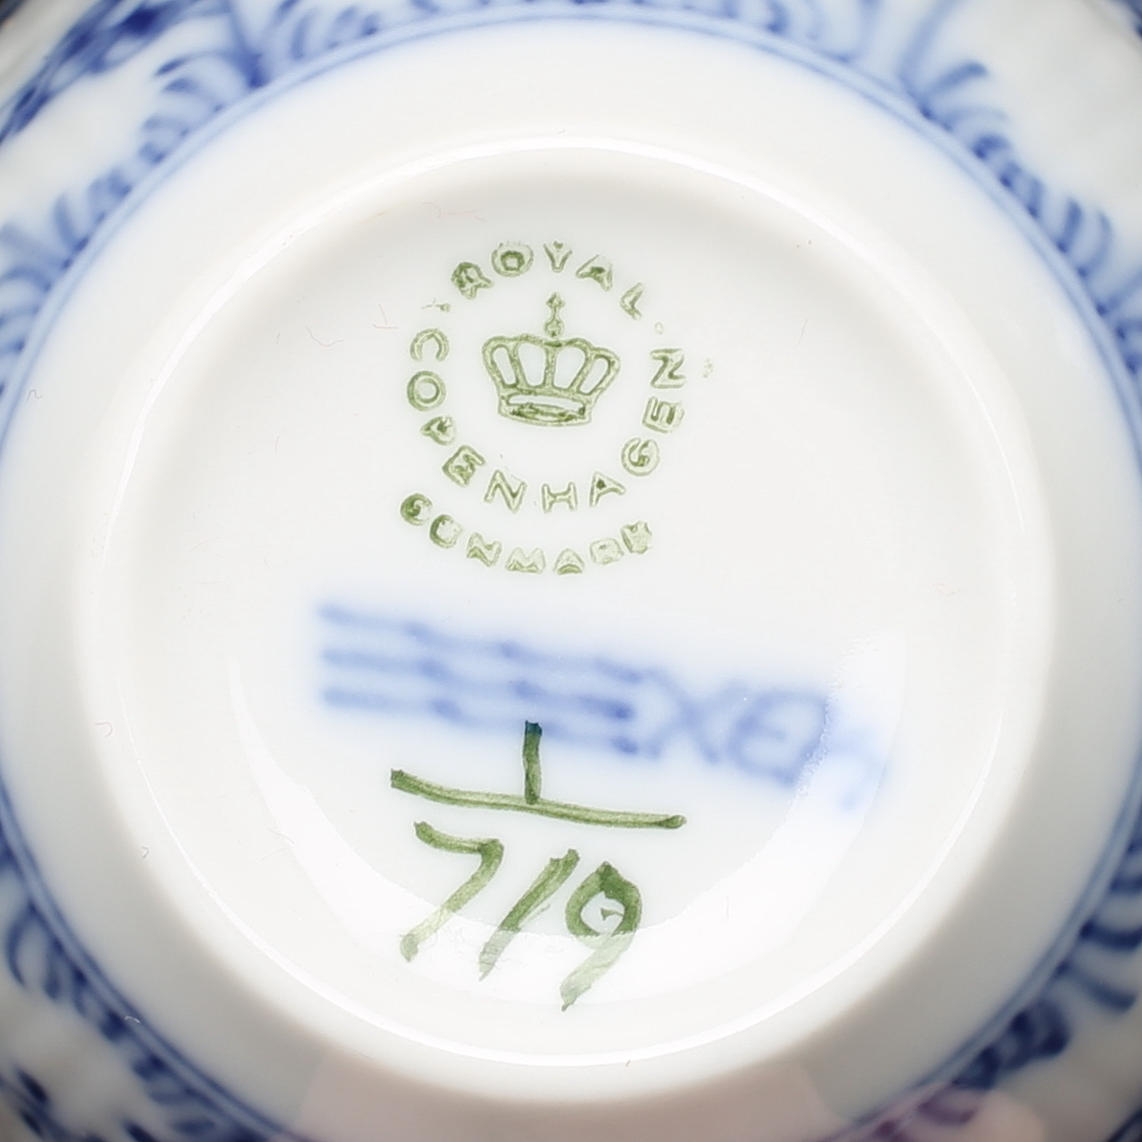 ROYAL
COPENHAGEN
DENMARK
1
719